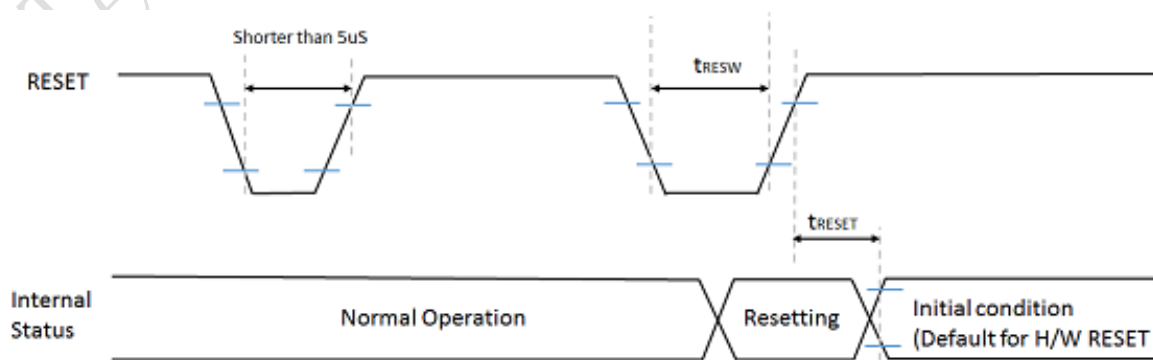 Shorter than 5uS
RESET
tRESW
tRESET
Internal
Status
Normal Operation
Resetting
Initial condition
(Default for H/W RESET